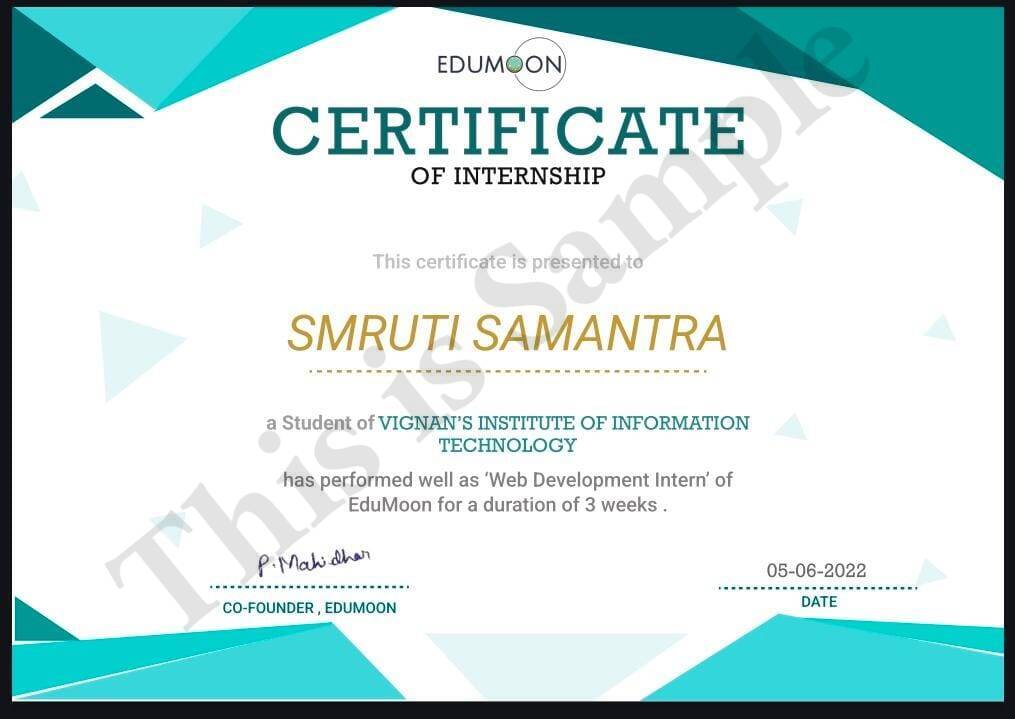 EDUMOON
CERTIFICATE
OF INTERNSHIP
This certificate is presented to
SMRUTI SAMANTRA
a Student of VIGNAN'S INSTITUTE OF INFORMATION
TECHNOLOGY
has performed well as ‘Web Development Intern’ of
EduMoon for a duration of 3 weeks .
P. Mahidhar
CO-FOUNDER , EDUMOON
05-06-2022
DATE
This is Sample